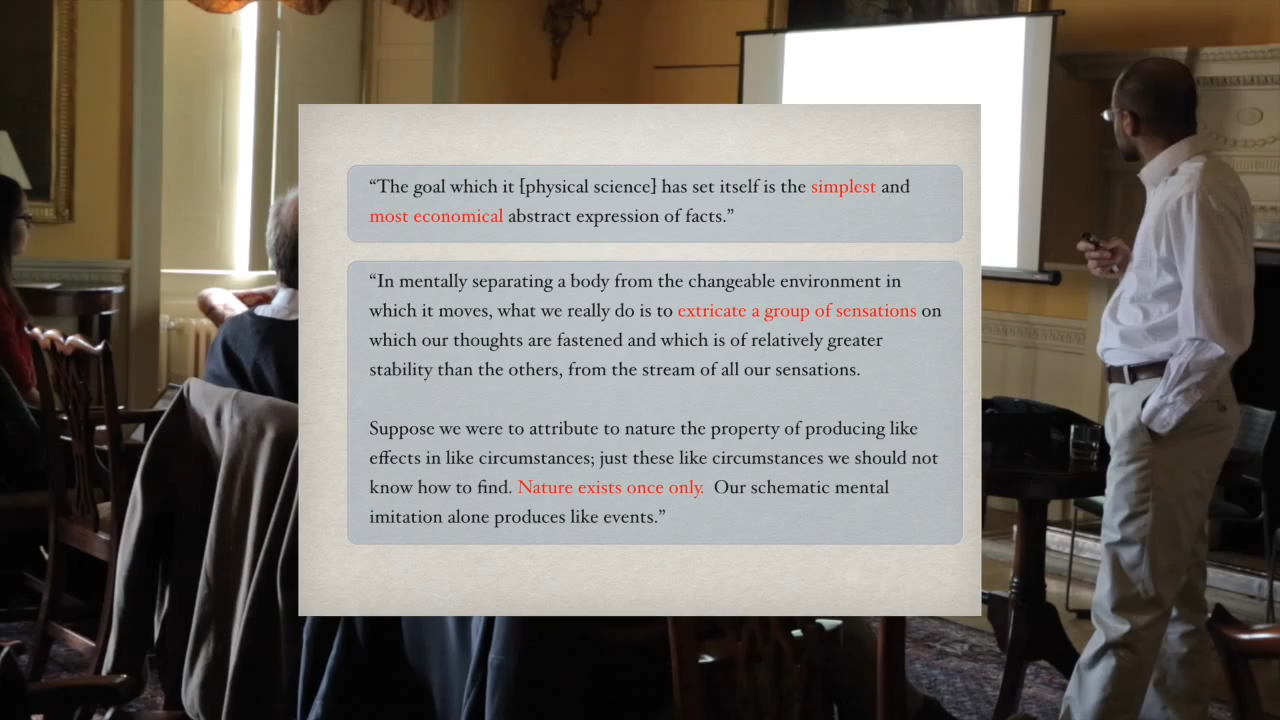 “The goal which it [physical science] has set itself is the simplest and
most economical abstract expression of facts.”
“In mentally separating a body from the changeable environment in
which it moves, what we really do is to extricate a group of sensations on
which our thoughts are fastened and which is of relatively greater
stability than the others, from the stream of all our sensations.
Suppose we were to attribute to nature the property of producing like
effects in like circumstances; just these like circumstances we should not
know how to find. Nature exists once only. Our schematic mental
imitation alone produces like events.”